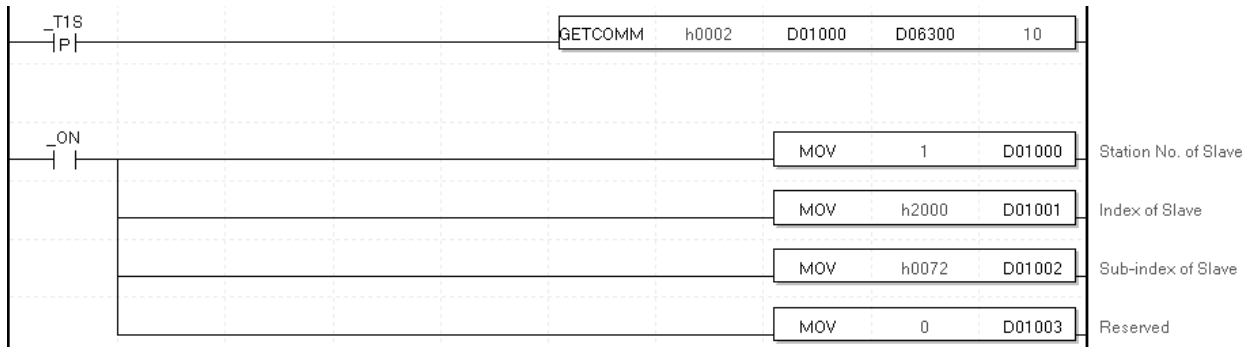 _T1S
P
GETCOMM h0002 D01000 D06300 10
_ON
MOV 1 D01000 Station No. of Slave
MOV h2000 D01001 Index of Slave
MOV h0072 D01002 Sub-index of Slave
MOV 0 D01003 Reserved